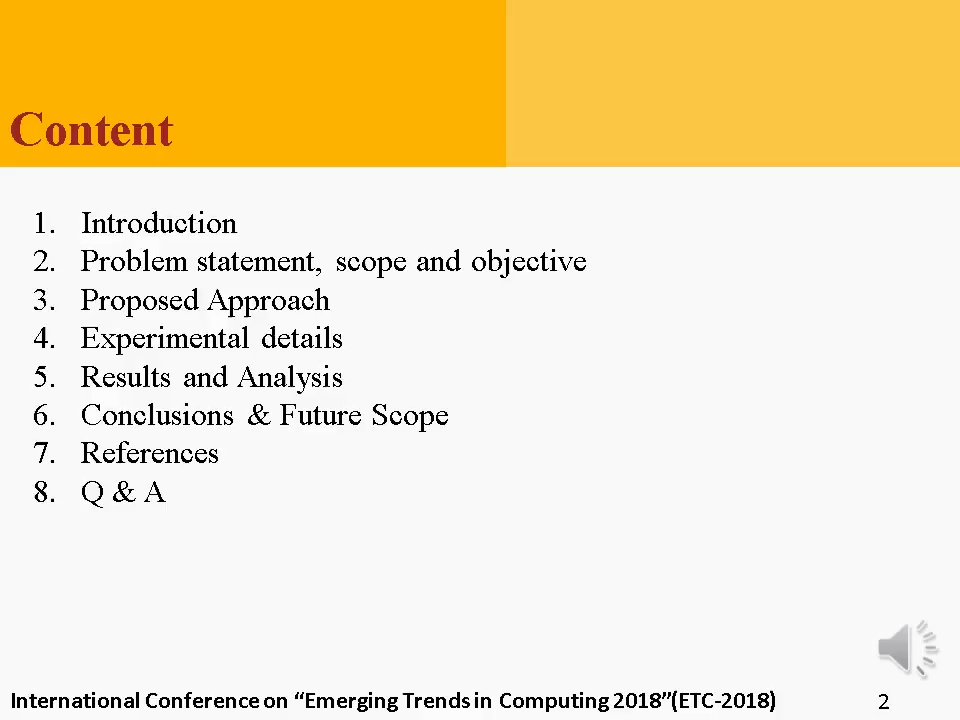 Content
1. Introduction
2. Problem statement, scope and objective
3. Proposed Approach
4. Experimental details
5. Results and Analysis
6. Conclusions & Future Scope
7. References
8. Q & A
International Conference on “Emerging Trends in Computing 2018”(ETC-2018)
2